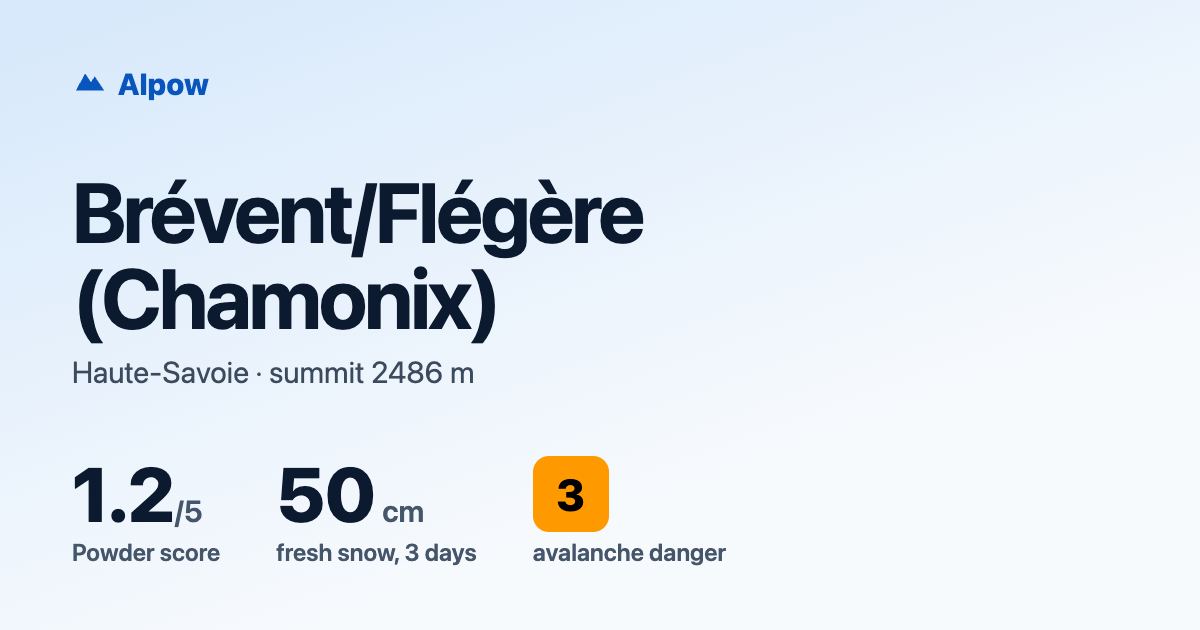 Alpow
Brévent/Flégère
(Chamonix)
Haute-Savoie · summit 2486 m
1.2/5
50 cm
3
Powder score
fresh snow, 3 days
avalanche danger